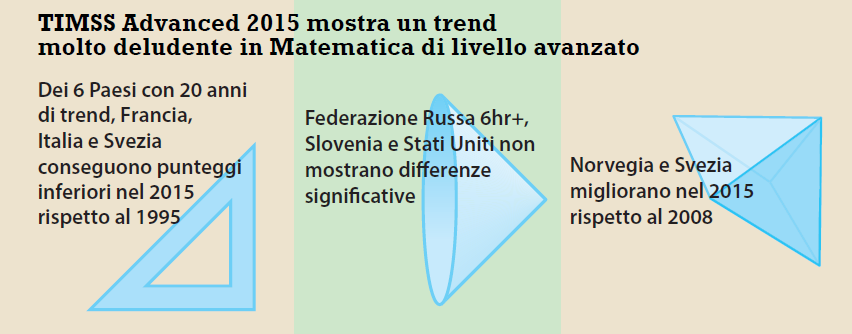 TIMSS Advanced 2015 mostra un trend
molto deludente in Matematica di livello avanzato
Dei 6 Paesi con 20 anni
di trend, Francia,
Italia e Svezia
conseguono punteggi
inferiori nel 2015
rispetto al 1995
Federazione Russa 6hr+,
Slovenia e Stati Uniti non
mostrano differenze
significative
Norvegia e Svezia
migliorano nel 2015
rispetto al 2008